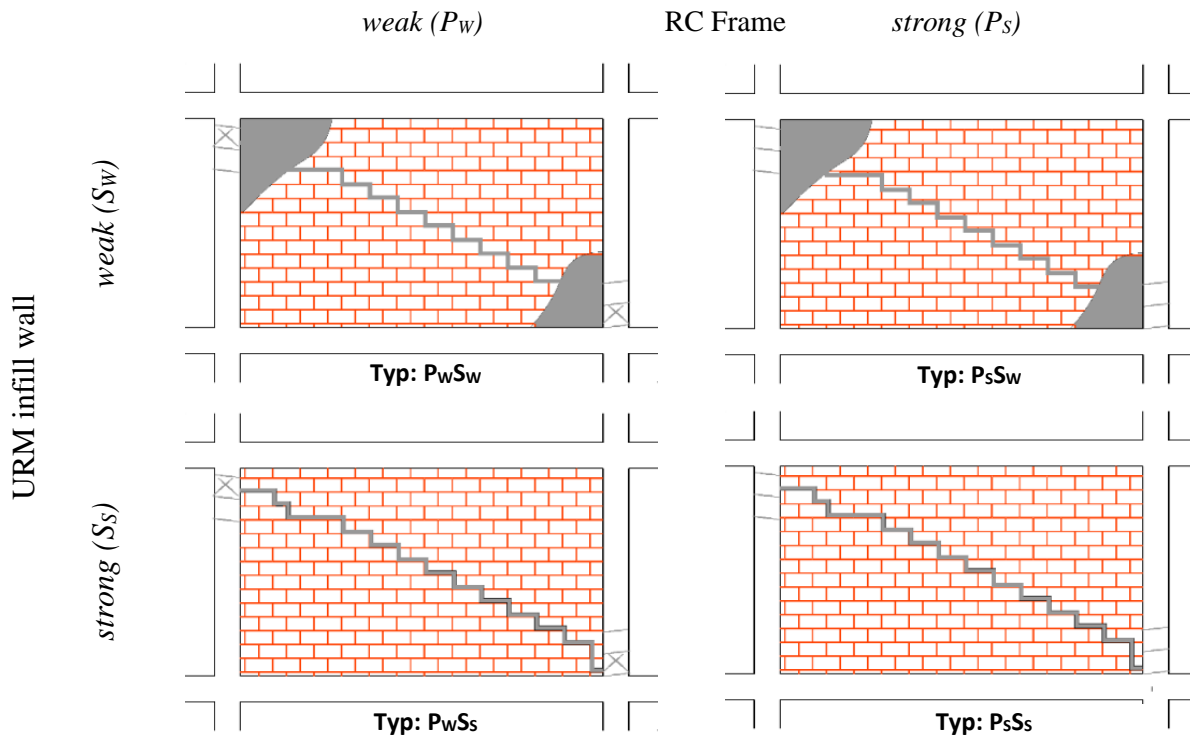 weak (PW) RC Frame strong (PS)
URM infill wall
weak (SW)
Typ: PWSW Typ: PSSW
strong (SS)
Typ: PWSS Typ: PSSS